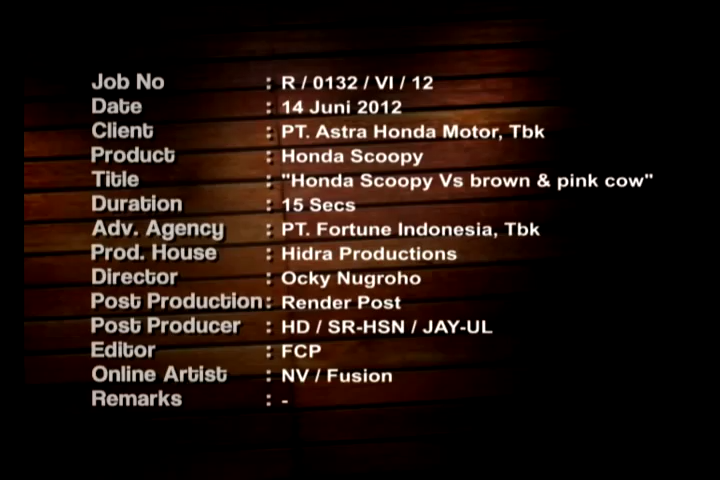 Job No : R / 0132 / VI / 12
Date : 14 Juni 2012
Client : PT. Astra Honda Motor, Tbk
Product : Honda Scoopy
Title : "Honda Scoopy Vs brown & pink cow"
Duration : 15 Secs
Adv. Agency : PT. Fortune Indonesia, Tbk
Prod. House : Hidra Productions
Director : Ocky Nugroho
Post Production : Render Post
Post Producer : HD / SR-HSN / JAY-UL
Editor : FCP
Online Artist : NV / Fusion
Remarks : -